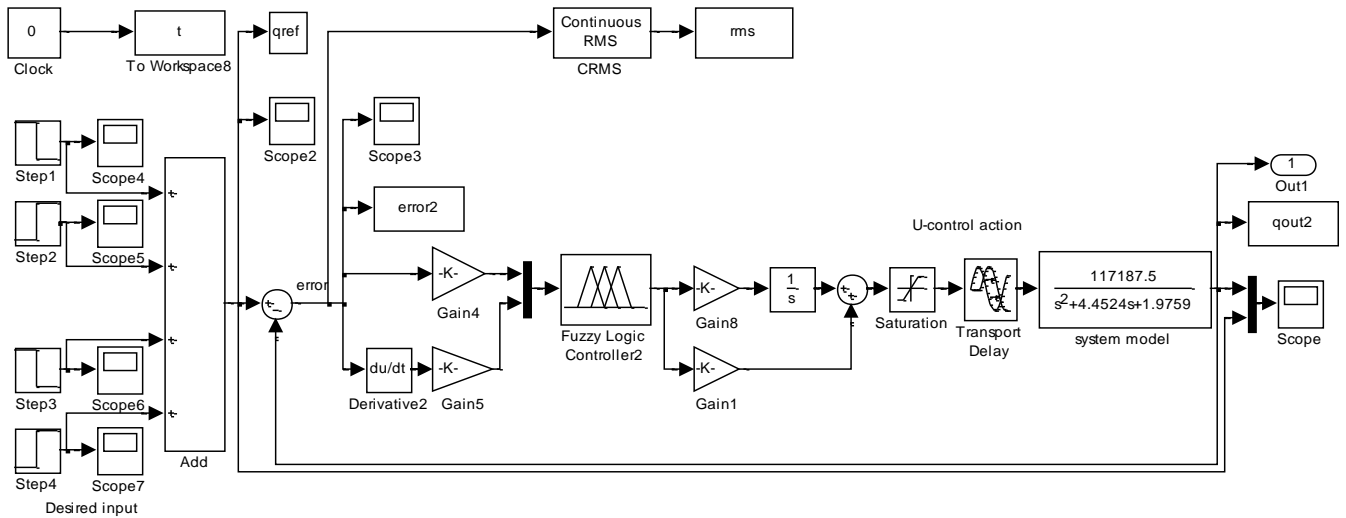 0
Clock
t
To Workspace8
qref
Continuous
RMS
CRMS
rms
Scope2
Scope3
Step1
Scope4
Step2
Scope5
Step3
Scope6
Step4
Scope7
Desired input
+
+
+
+
Add
+
-
error
error2
-K-
Gain4
du/dt
Derivative2
-K-
Gain5
Fuzzy Logic
Controller2
-K-
Gain8
-K-
Gain1
1
s
+
+
U-control action
Saturation
Transport
Delay
117187.5
s²+4.4524s+1.9759
system model
1
Out1
qout2
Scope